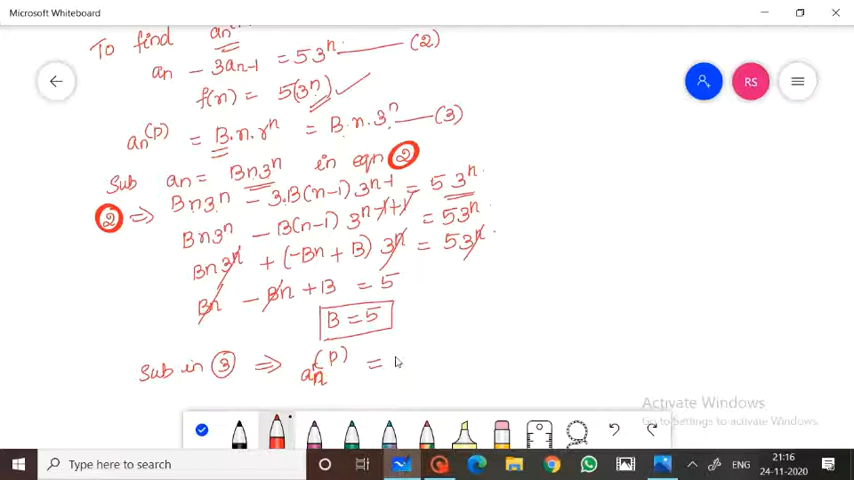 Microsoft Whiteboard
To find an
an - 3an-1 = 53ⁿ (2)
f(n) = 5(3ⁿ)
an⁽ᴾ⁾ = B.n.rⁿ = B.n.3ⁿ (3)
Sub an = Bn3ⁿ in eqn 2
2 ⇒ Bn3ⁿ - 3.B(n-1) 3ⁿ⁻¹ = 5 3ⁿ
Bn3ⁿ - B(n-1) 3ⁿ⁻¹⁺¹ = 53ⁿ
Bn3ⁿ + (-Bn + B) 3ⁿ = 53ⁿ
Bn - Bn + B = 5
B = 5
Sub in 3 ⇒ an⁽ᴾ⁾ =
RS
Activate Windows
Go to Settings to activate Windows.
Type here to search
ENG
21:16
24-11-2020